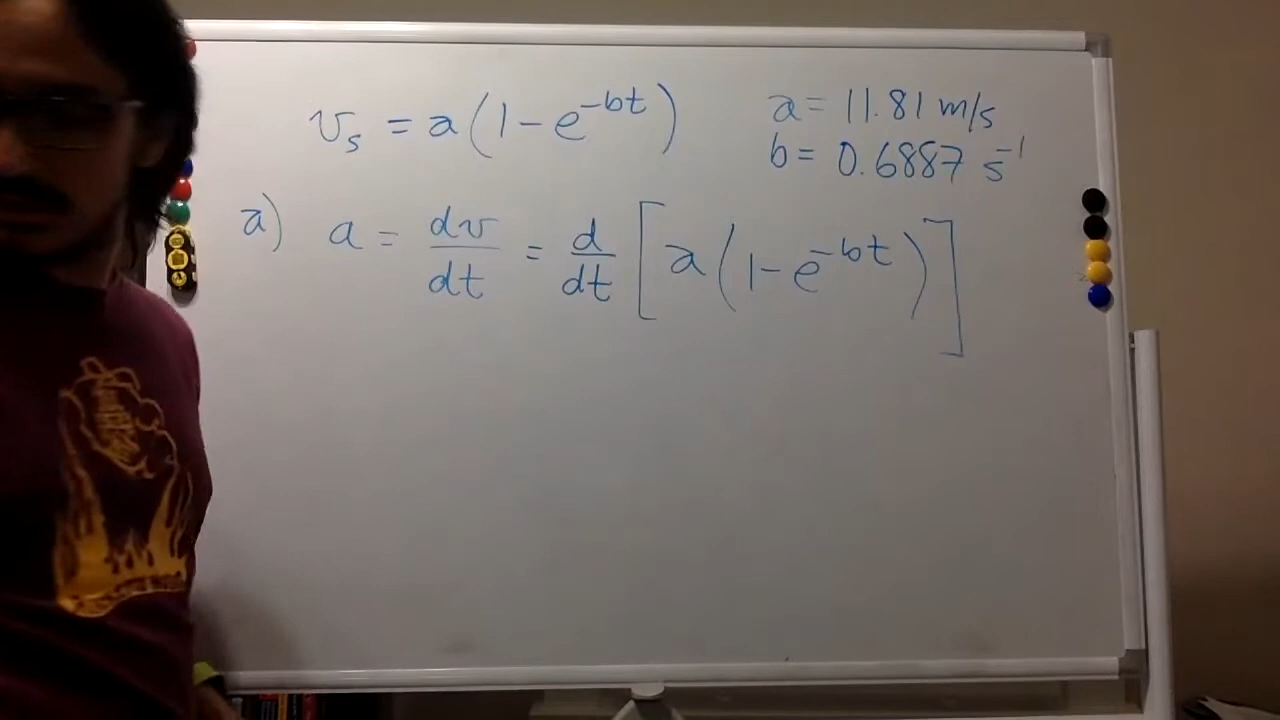 v_s = a(1-e^{-bt})
a = 11.81 m/s
b = 0.6887 s^{-1}
a) a = dv/dt = d/dt [a(1-e^{-bt})]